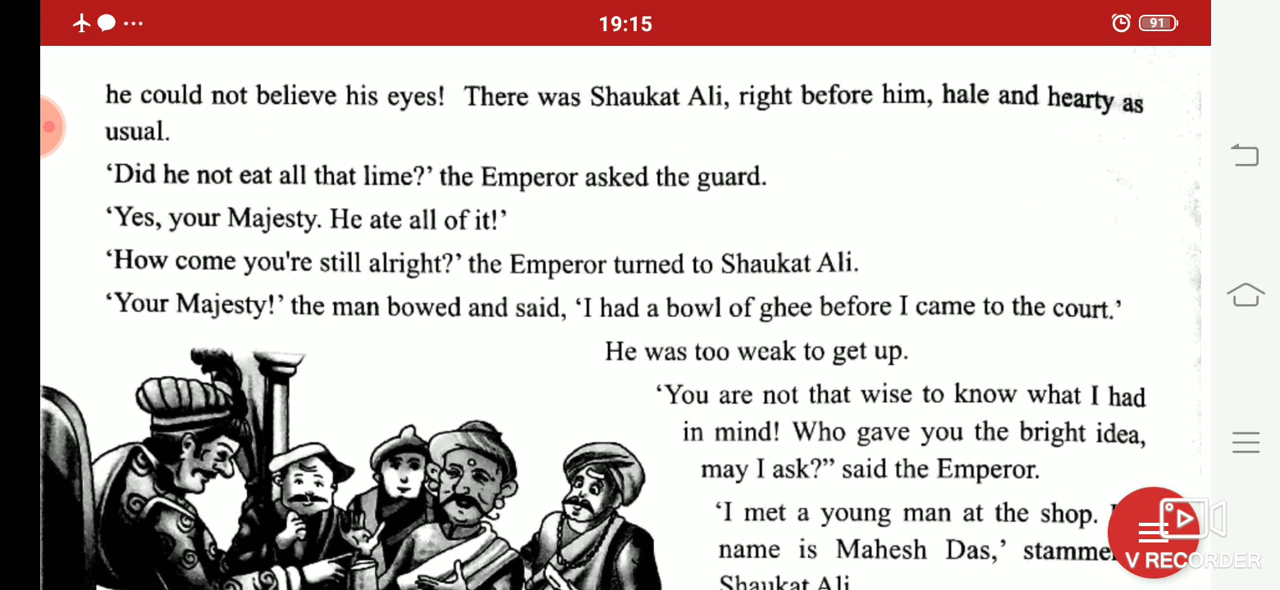 19:15
91
he could not believe his eyes! There was Shaukat Ali, right before him, hale and hearty as
usual.
‘Did he not eat all that lime?’ the Emperor asked the guard.
‘Yes, your Majesty. He ate all of it!’
‘How come you're still alright?’ the Emperor turned to Shaukat Ali.
‘Your Majesty!’ the man bowed and said, ‘I had a bowl of ghee before I came to the court.’
He was too weak to get up.
‘You are not that wise to know what I had
in mind! Who gave you the bright idea,
may I ask?” said the Emperor.
‘I met a young man at the shop.
name is Mahesh Das,’
Shaukat Ali
V RECORDER